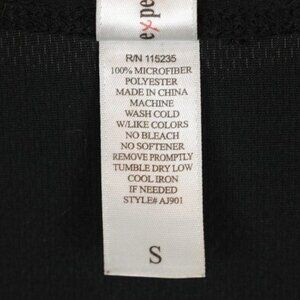 expe
R/N 115235
100% MICROFIBER
POLYESTER
MADE IN CHINA
MACHINE
WASH COLD
W/LIKE COLORS
NO BLEACH
NO SOFTENER
REMOVE PROMPTLY
TUMBLE DRY LOW
COOL IRON
IF NEEDED
STYLE# AJ901
S